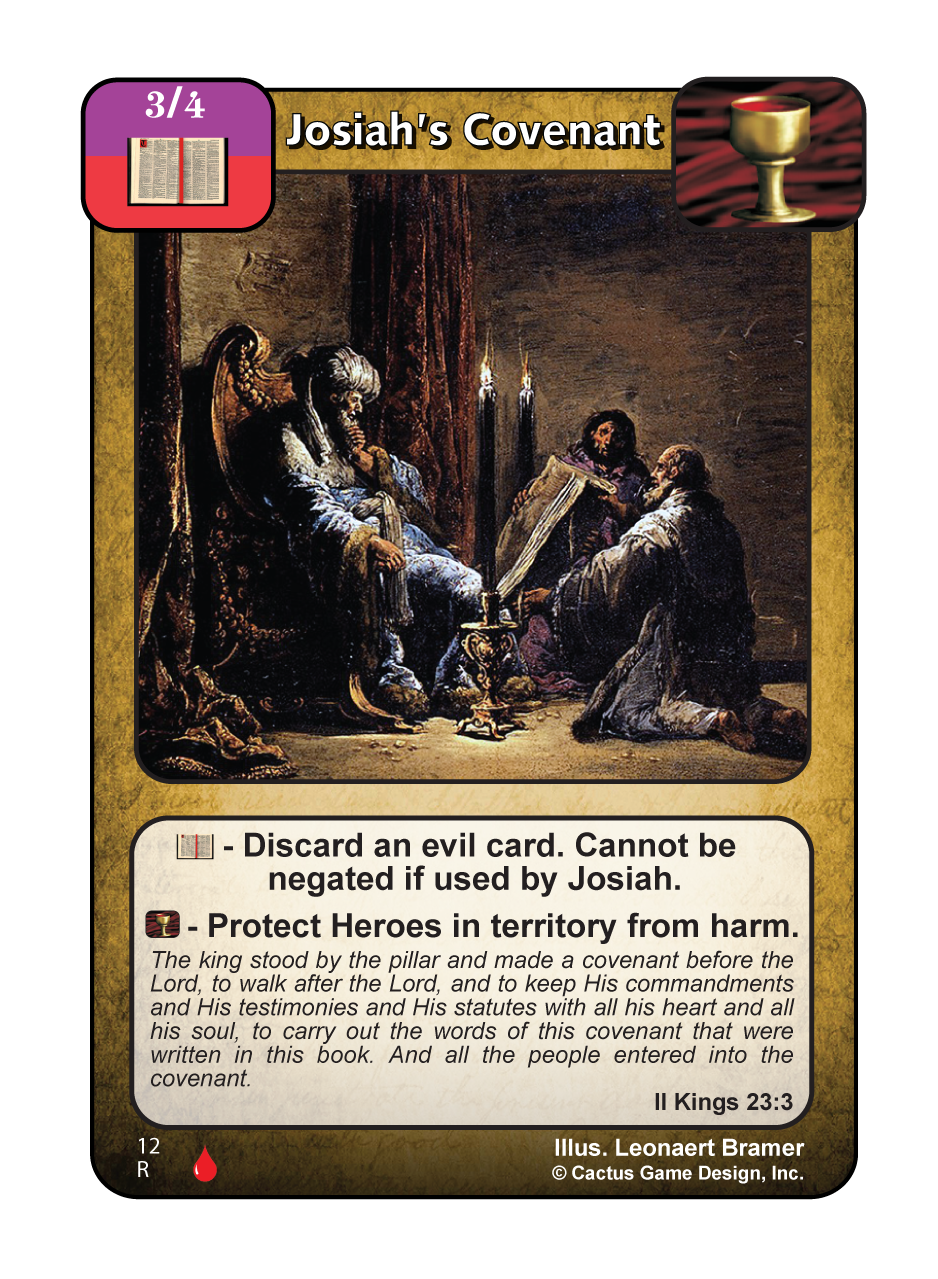 3/4
Josiah's Covenant
- Discard an evil card. Cannot be
negated if used by Josiah.
- Protect Heroes in territory from harm.
The king stood by the pillar and made a covenant before the
Lord, to walk after the Lord, and to keep His commandments
and His testimonies and His statutes with all his heart and all
his soul, to carry out the words of this covenant that were
written in this book. And all the people entered into the
covenant.
II Kings 23:3
12
R
Illus. Leonaert Bramer
© Cactus Game Design, Inc.